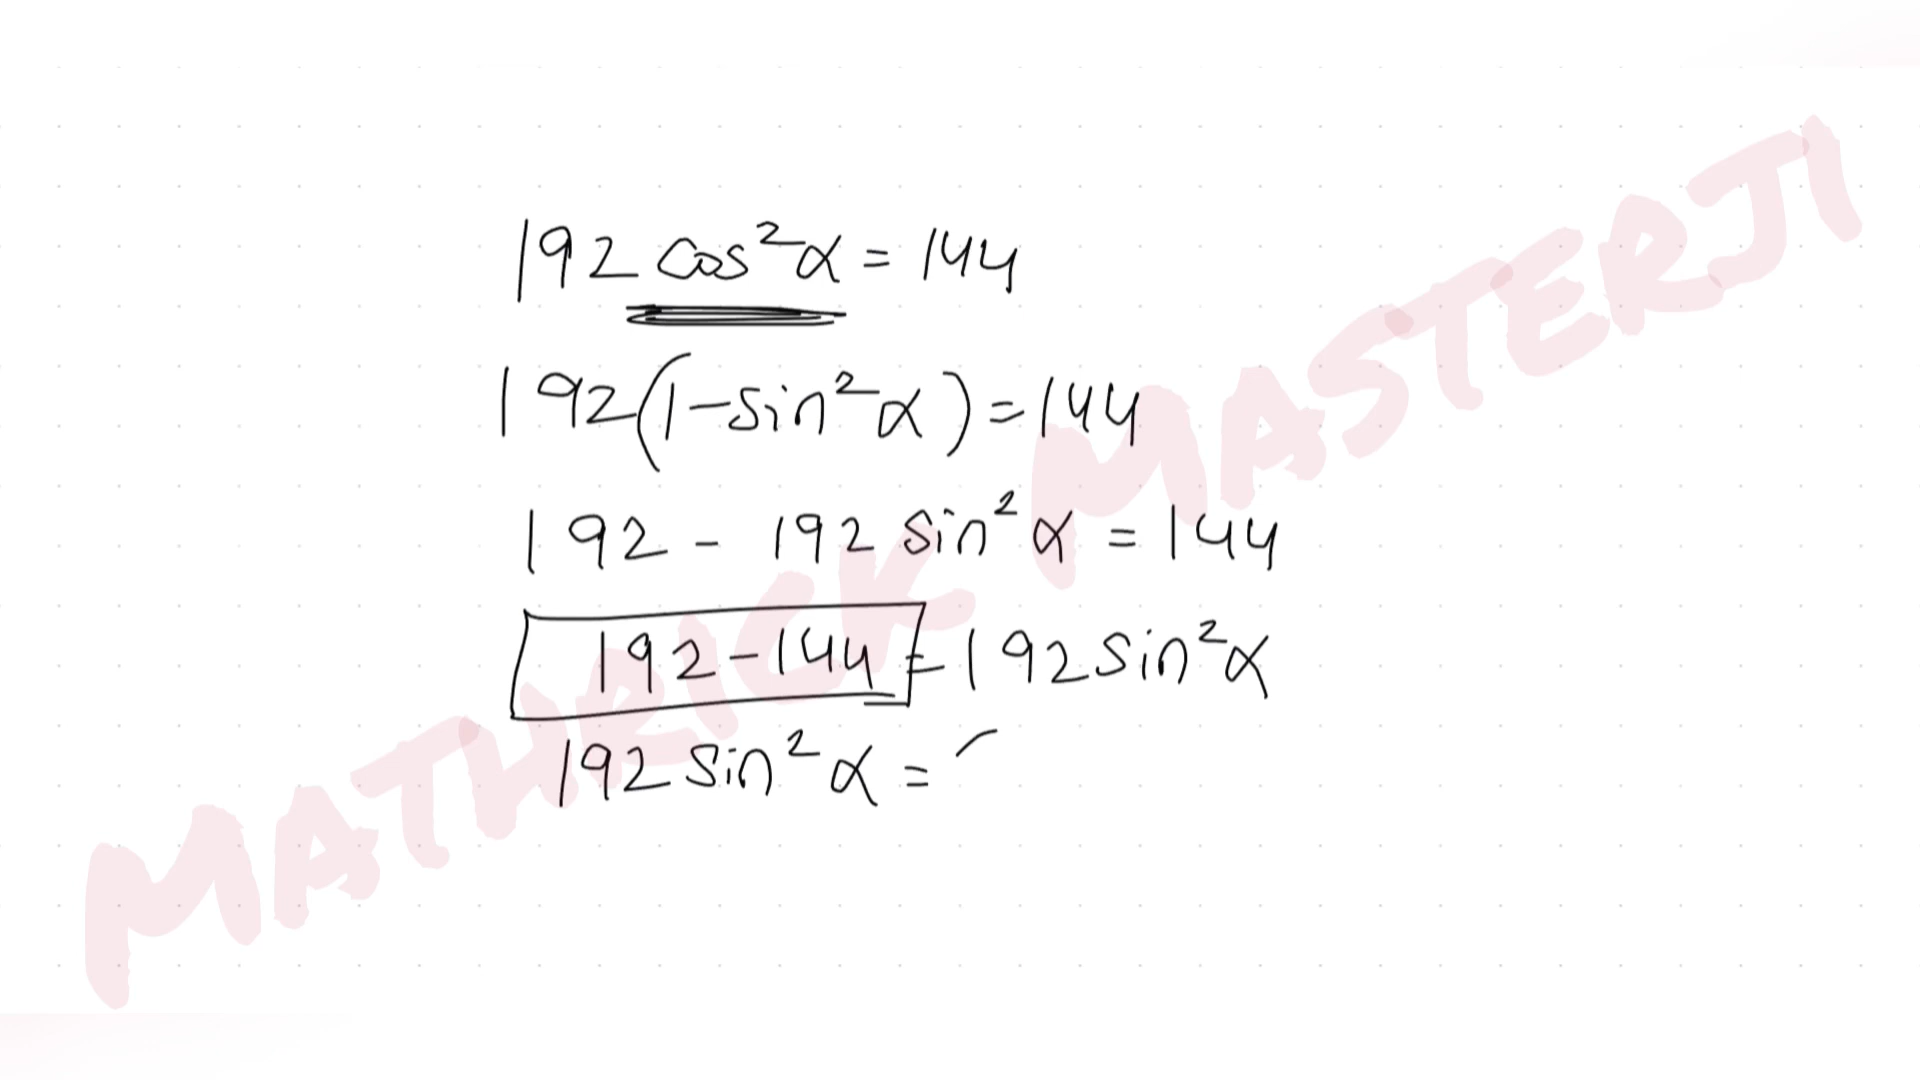 192 cos²α = 144
192(1-sin²α) = 144
192 - 192 sin²α = 144
192-144 = 192 sin²α
192 sin²α =
MATHRICK MASTERJI